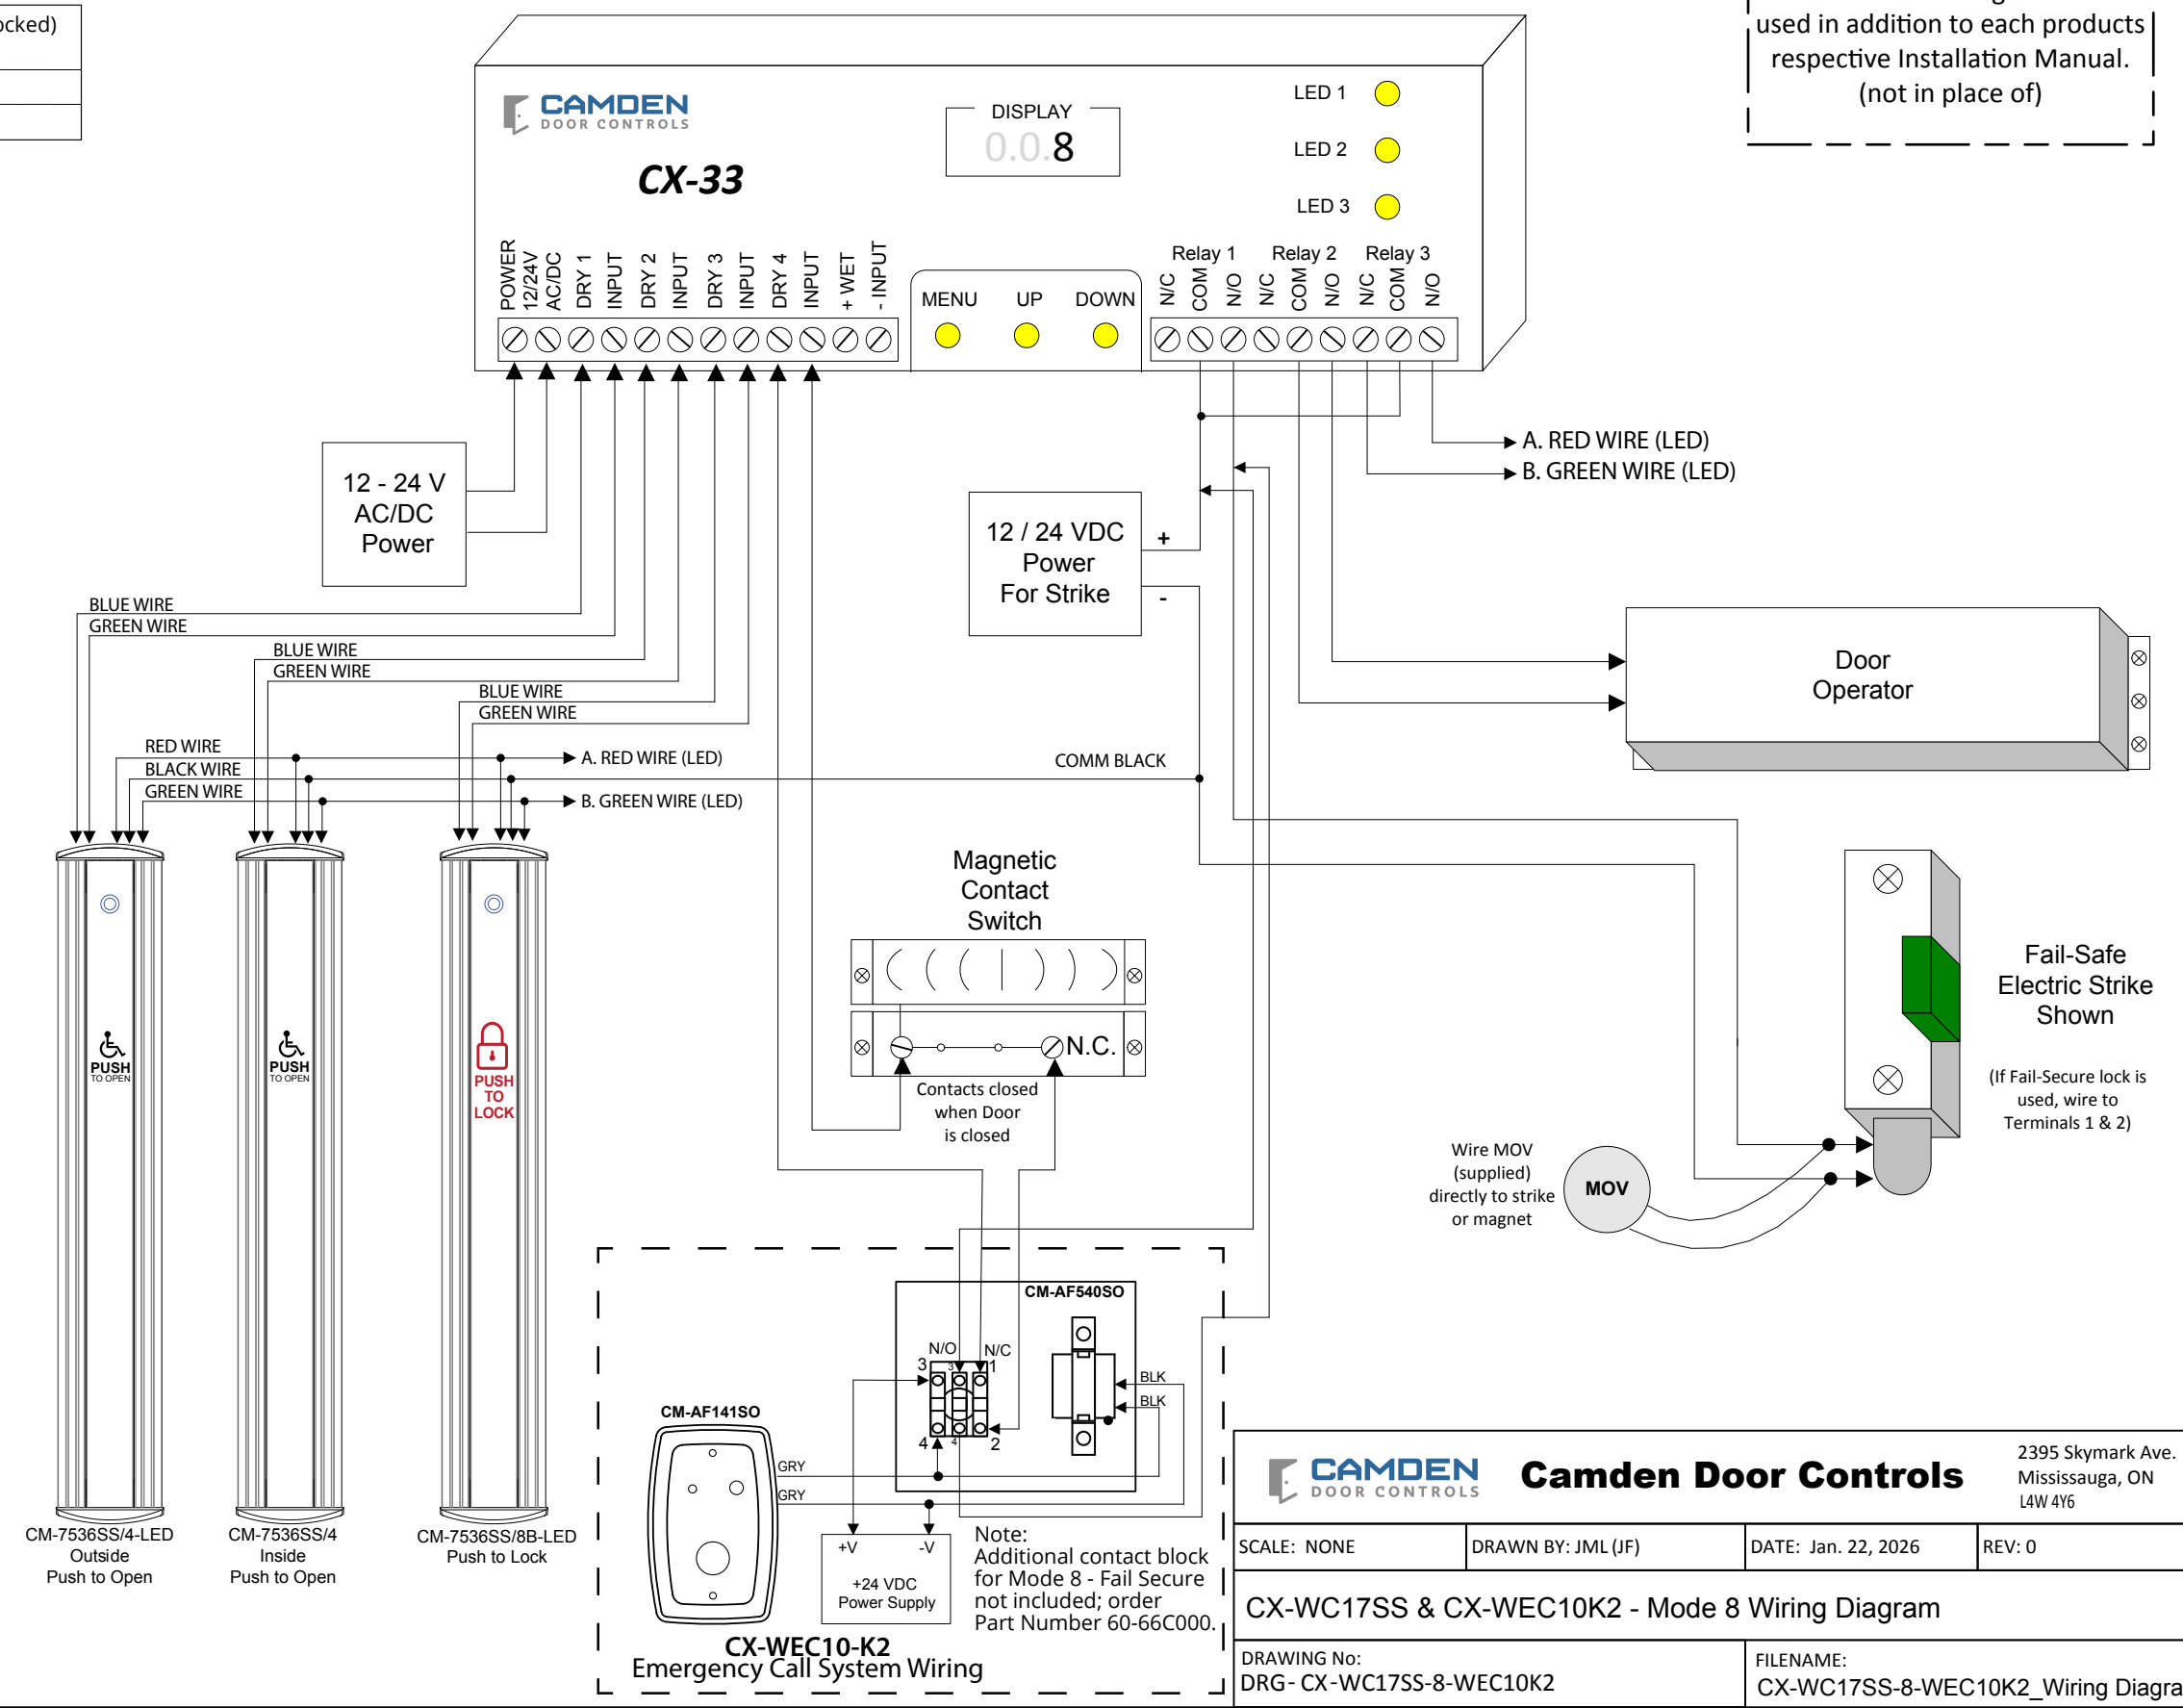 ocked)
used in addition to each products
respective Installation Manual.
(not in place of)
CAMDEN
DOOR CONTROLS
CX-33
DISPLAY
0.0.8
LED 1
LED 2
LED 3
POWER
12/24V
AC/DC
DRY 1
INPUT
DRY 2
INPUT
DRY 3
INPUT
DRY 4
INPUT
+ WET
- INPUT
MENU UP DOWN
Relay 1 Relay 2 Relay 3
N/C
COM
N/O
N/C
COM
N/O
N/C
COM
N/O
A. RED WIRE (LED)
B. GREEN WIRE (LED)
12 - 24 V
AC/DC
Power
12 / 24 VDC
Power
For Strike
+
-
BLUE WIRE
GREEN WIRE
BLUE WIRE
GREEN WIRE
BLUE WIRE
GREEN WIRE
RED WIRE
BLACK WIRE
GREEN WIRE
A. RED WIRE (LED)
COMM BLACK
B. GREEN WIRE (LED)
Door
Operator
Magnetic
Contact
Switch
N.C.
Contacts closed
when Door
is closed
Fail-Safe
Electric Strike
Shown
(If Fail-Secure lock is
used, wire to
Terminals 1 & 2)
Wire MOV
(supplied)
directly to strike
or magnet
MOV
PUSH
TO OPEN
PUSH
TO OPEN
PUSH
TO
LOCK
CM-7536SS/4-LED
Outside
Push to Open
CM-7536SS/4
Inside
Push to Open
CM-7536SS/8B-LED
Push to Lock
CM-AF540SO
N/O N/C
3 3 1
4 4 2
BLK
BLK
CM-AF141SO
GRY
GRY
+V -V
+24 VDC
Power Supply
Note:
Additional contact block
for Mode 8 - Fail Secure
not included; order
Part Number 60-66C000.
CX-WEC10-K2
Emergency Call System Wiring
CAMDEN
DOOR CONTROLS
Camden Door Controls
2395 Skymark Ave.
Mississauga, ON
L4W 4Y6
SCALE: NONE
DRAWN BY: JML (JF)
DATE: Jan. 22, 2026
REV: 0
CX-WC17SS & CX-WEC10K2 - Mode 8 Wiring Diagram
DRAWING No:
DRG- CX-WC17SS-8-WEC10K2
FILENAME:
CX-WC17SS-8-WEC10K2_Wiring Diagra